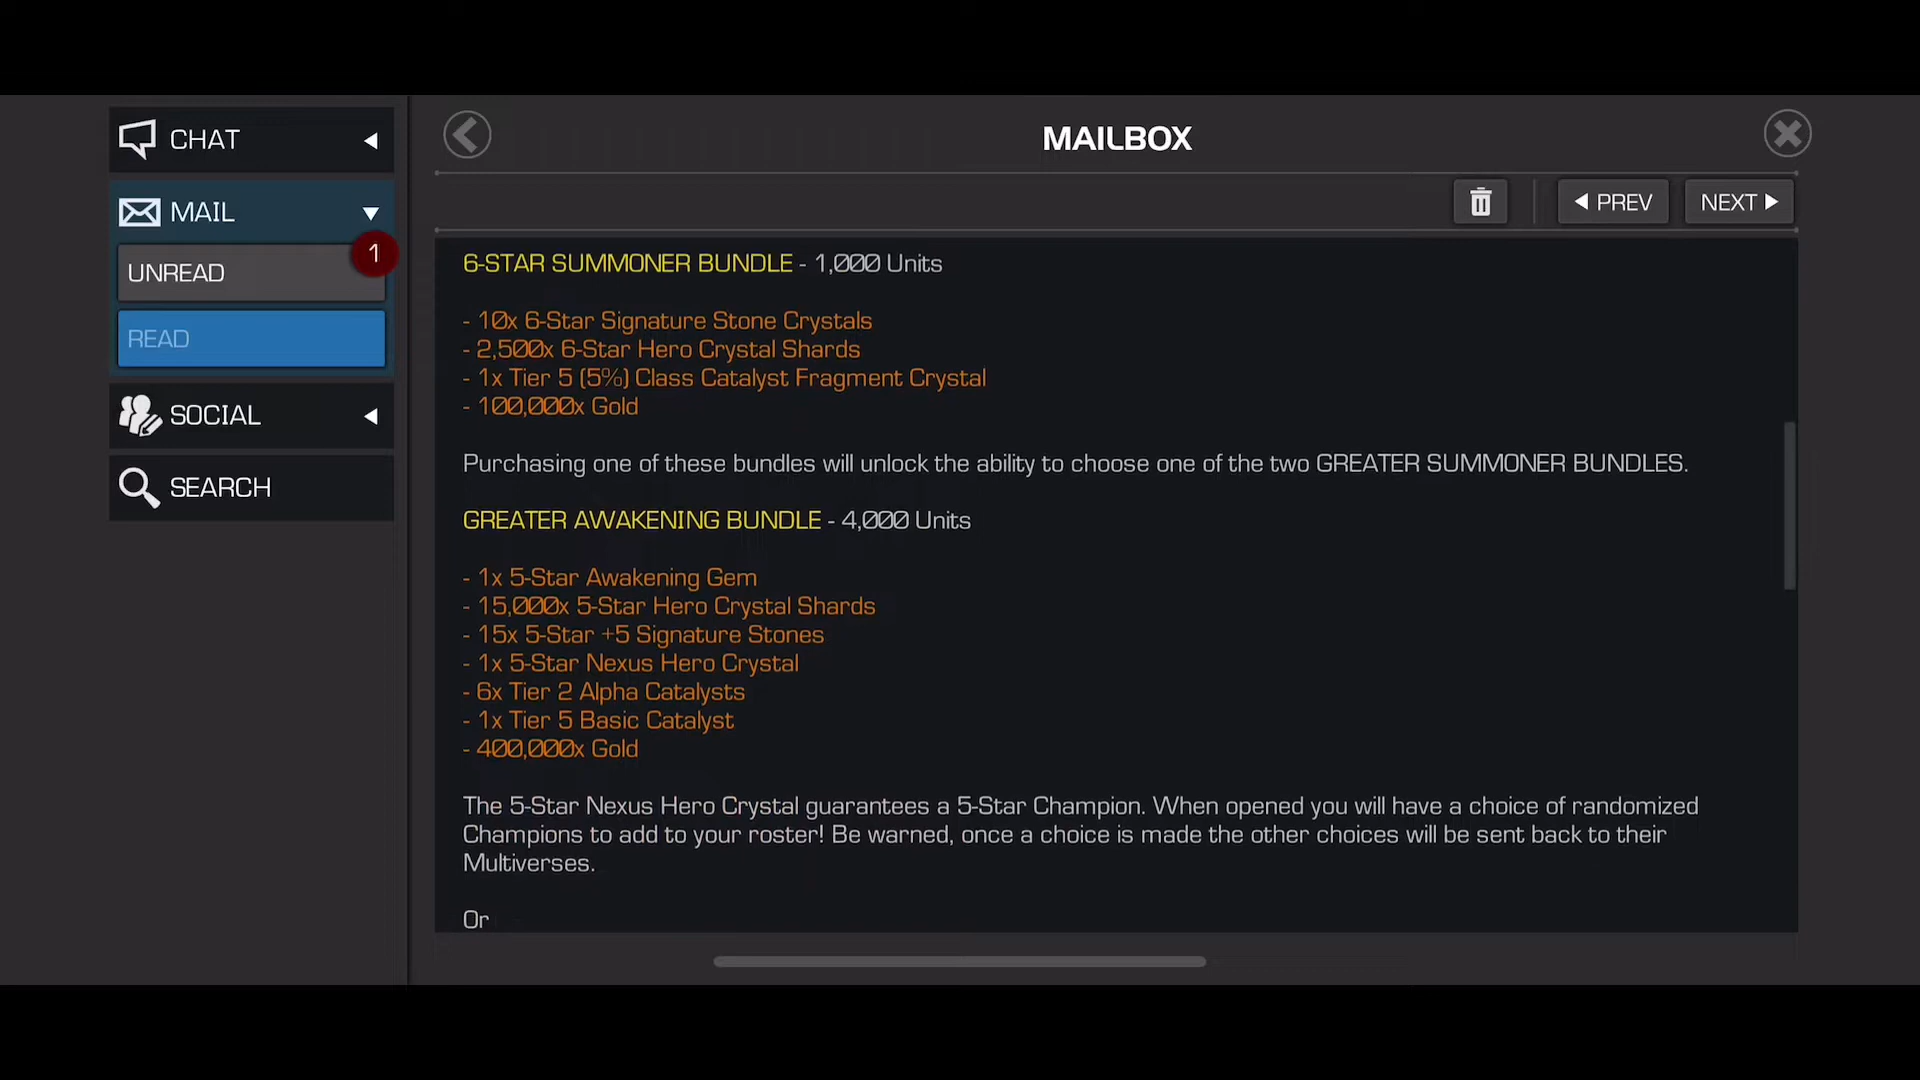 CHAT
MAIL
1
UNREAD
READ
SOCIAL
SEARCH
MAILBOX
PREV
NEXT
6-STAR SUMMONER BUNDLE - 1,000 Units
- 10x 6-Star Signature Stone Crystals
- 2,500x 6-Star Hero Crystal Shards
- 1x Tier 5 (5%) Class Catalyst Fragment Crystal
- 100,000x Gold
Purchasing one of these bundles will unlock the ability to choose one of the two GREATER SUMMONER BUNDLES.
GREATER AWAKENING BUNDLE - 4,000 Units
- 1x 5-Star Awakening Gem
- 15,000x 5-Star Hero Crystal Shards
- 15x 5-Star +5 Signature Stones
- 1x 5-Star Nexus Hero Crystal
- 6x Tier 2 Alpha Catalysts
- 1x Tier 5 Basic Catalyst
- 400,000x Gold
The 5-Star Nexus Hero Crystal guarantees a 5-Star Champion. When opened you will have a choice of randomized
Champions to add to your roster! Be warned, once a choice is made the other choices will be sent back to their
Multiverses.
Or